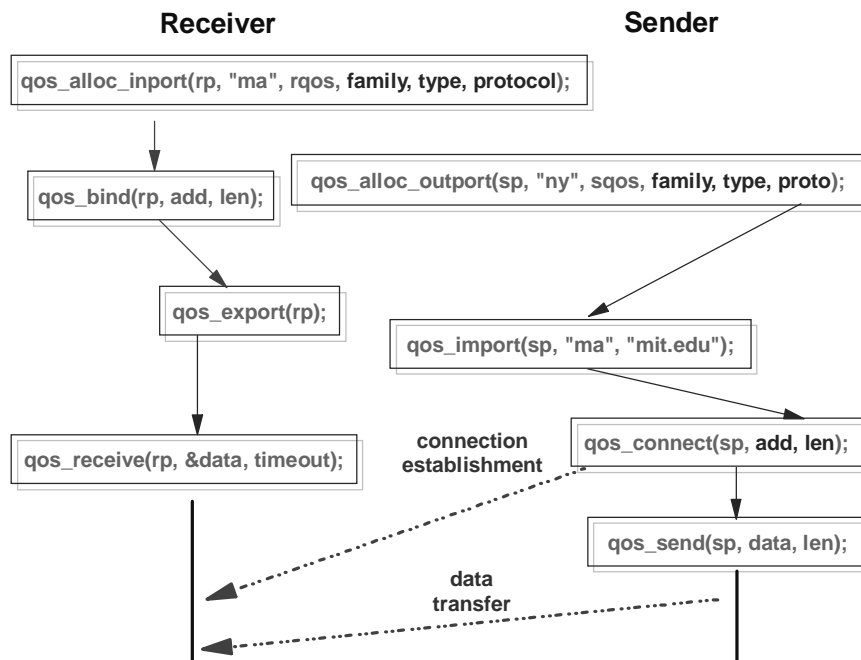 Receiver
Sender
qos_alloc_inport(rp, "ma", rqos, family, type, protocol);
qos_bind(rp, add, len);
qos_alloc_outport(sp, "ny", sqos, family, type, proto);
qos_export(rp);
qos_import(sp, "ma", "mit.edu");
qos_receive(rp, &data, timeout);
connection
establishment
qos_connect(sp, add, len);
qos_send(sp, data, len);
data
transfer